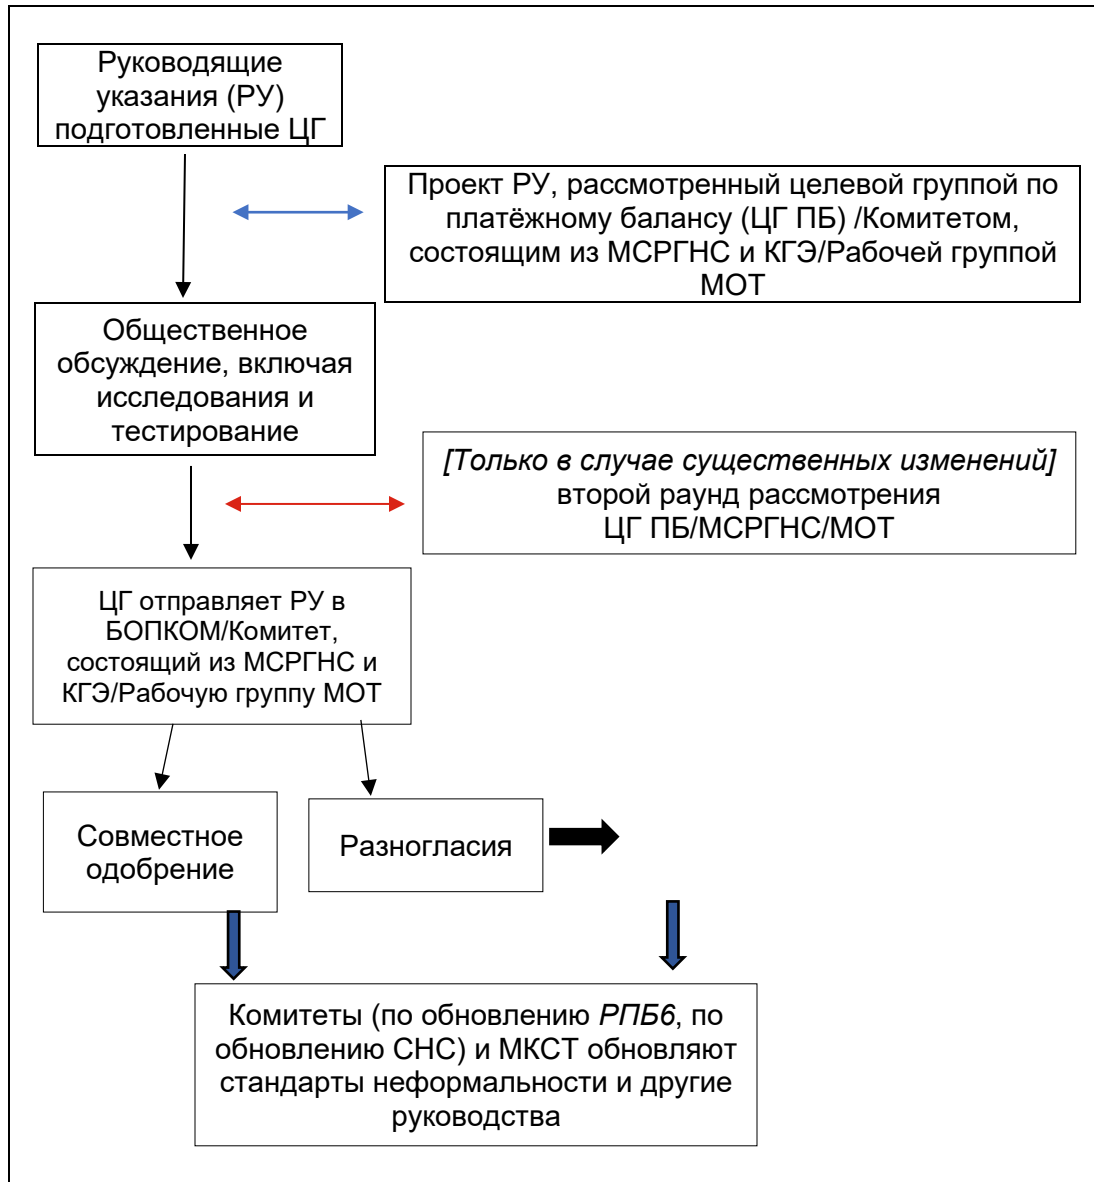 Руководящие
указания (РУ)
подготовленные ЦГ
Проект РУ, рассмотренный целевой группой по
платёжному балансу (ЦГ ПБ) /Комитетом,
состоящим из МСРГНС и КГЭ/Рабочей группой
МОТ
Общественное
обсуждение, включая
исследования и
тестирование
[Только в случае существенных изменений]
второй раунд рассмотрения
ЦГ ПБ/МСРГНС/МОТ
ЦГ отправляет РУ в
БОПКОМ/Комитет,
состоящий из МСРГНС и
КГЭ/Рабочую группу МОТ
Совместное
одобрение
Разногласия
Комитеты (по обновлению РПБ6, по
обновлению СНС) и МКСТ обновляют
стандарты неформальности и другие
руководства